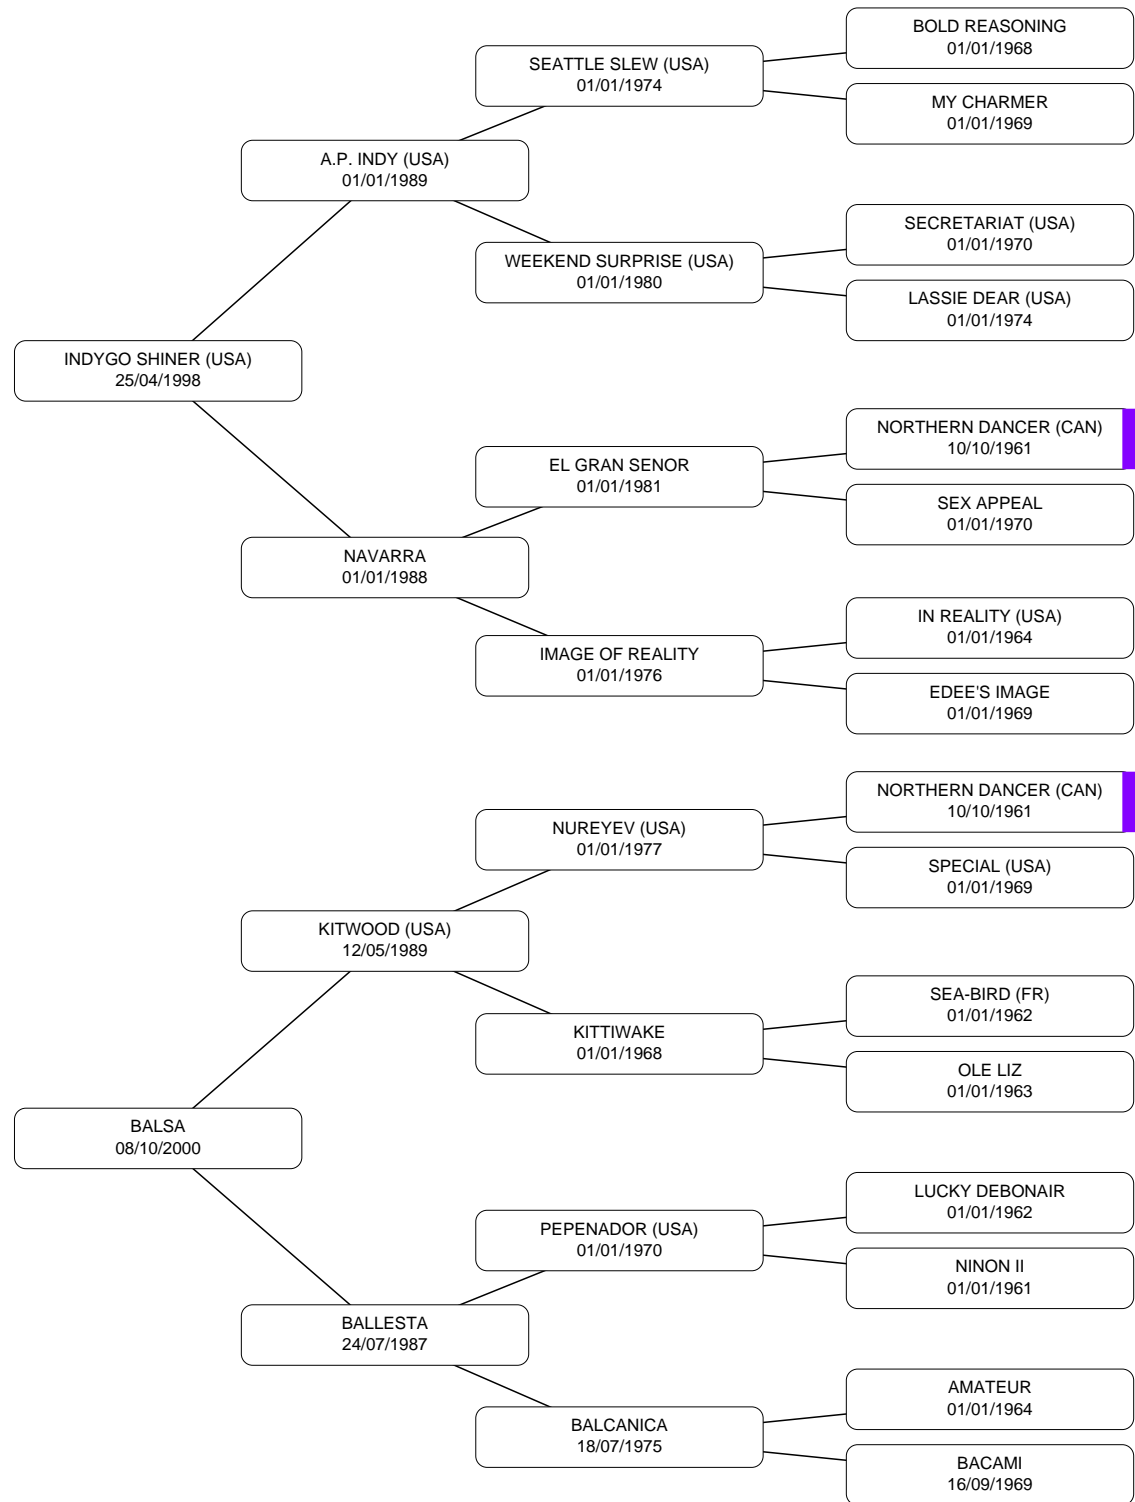 BOLD REASONING
01/01/1968
SEATTLE SLEW (USA)
01/01/1974
MY CHARMER
01/01/1969
A.P. INDY (USA)
01/01/1989
SECRETARIAT (USA)
01/01/1970
WEEKEND SURPRISE (USA)
01/01/1980
LASSIE DEAR (USA)
01/01/1974
INDYGO SHINER (USA)
25/04/1998
NORTHERN DANCER (CAN)
10/10/1961
EL GRAN SENOR
01/01/1981
SEX APPEAL
01/01/1970
NAVARRA
01/01/1988
IN REALITY (USA)
01/01/1964
IMAGE OF REALITY
01/01/1976
EDEE'S IMAGE
01/01/1969
NORTHERN DANCER (CAN)
10/10/1961
NUREYEV (USA)
01/01/1977
SPECIAL (USA)
01/01/1969
KITWOOD (USA)
12/05/1989
SEA-BIRD (FR)
01/01/1962
KITTIWAKE
01/01/1968
OLE LIZ
01/01/1963
BALSA
08/10/2000
LUCKY DEBONAIR
01/01/1962
PEPENADOR (USA)
01/01/1970
NINON II
01/01/1961
BALLESTA
24/07/1987
AMATEUR
01/01/1964
BALCANICA
18/07/1975
BACAMI
16/09/1969